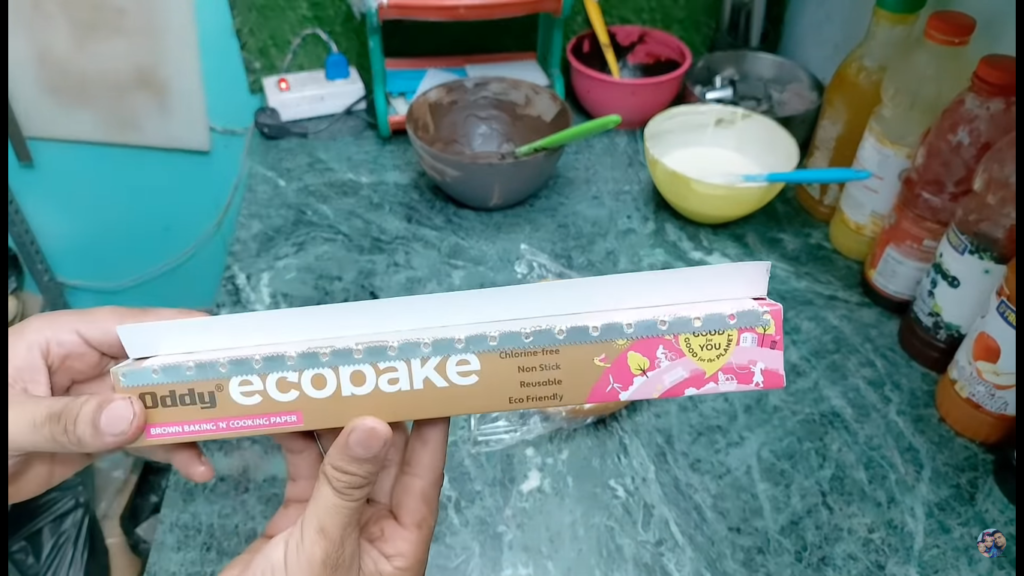 Oddy®
ecobake
BROWN BAKING 'N' COOKING PAPER
Chlorine-free
Non Stick
Reusable
Eco Friendly
GOOD for
YOU
GOOD for the
PLANET